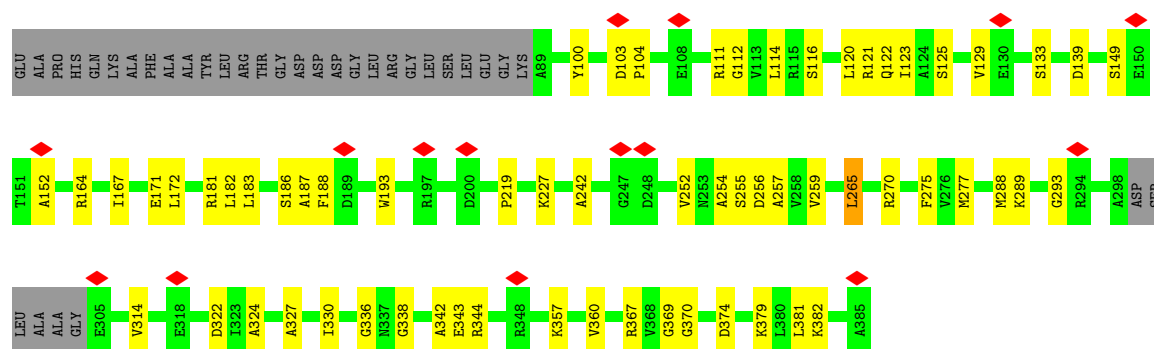 GLU ALA PRO HIS GLN LYS ALA PHE ALA ALA TYR LEU ARG THR GLY ASP ASP ASP GLY LEU ARG GLY LEU SER LEU GLU GLY LYS A89 Y100 D103 P104 E108 R111 G112 V113 L114 R115 S116 L120 R121 Q122 I123 A124 S125 V129 E130 S133 D139 S149 E150
T151 A152 R164 I167 E171 L172 R181 L182 L183 S186 A187 F188 D189 W193 R197 D200 P219 K227 A242 G247 D248 V252 N253 A254 S255 D256 A257 V258 V259 L265 R270 F275 V276 M277 M288 K289 G293 R294 A298 ASP SER
LEU ALA ALA GLY E305 V314 E318 D322 I323 A324 A327 I330 G336 N337 G338 A342 E343 R344 R348 K357 V360 R367 V368 G369 G370 D374 K379 L380 L381 K382 A385